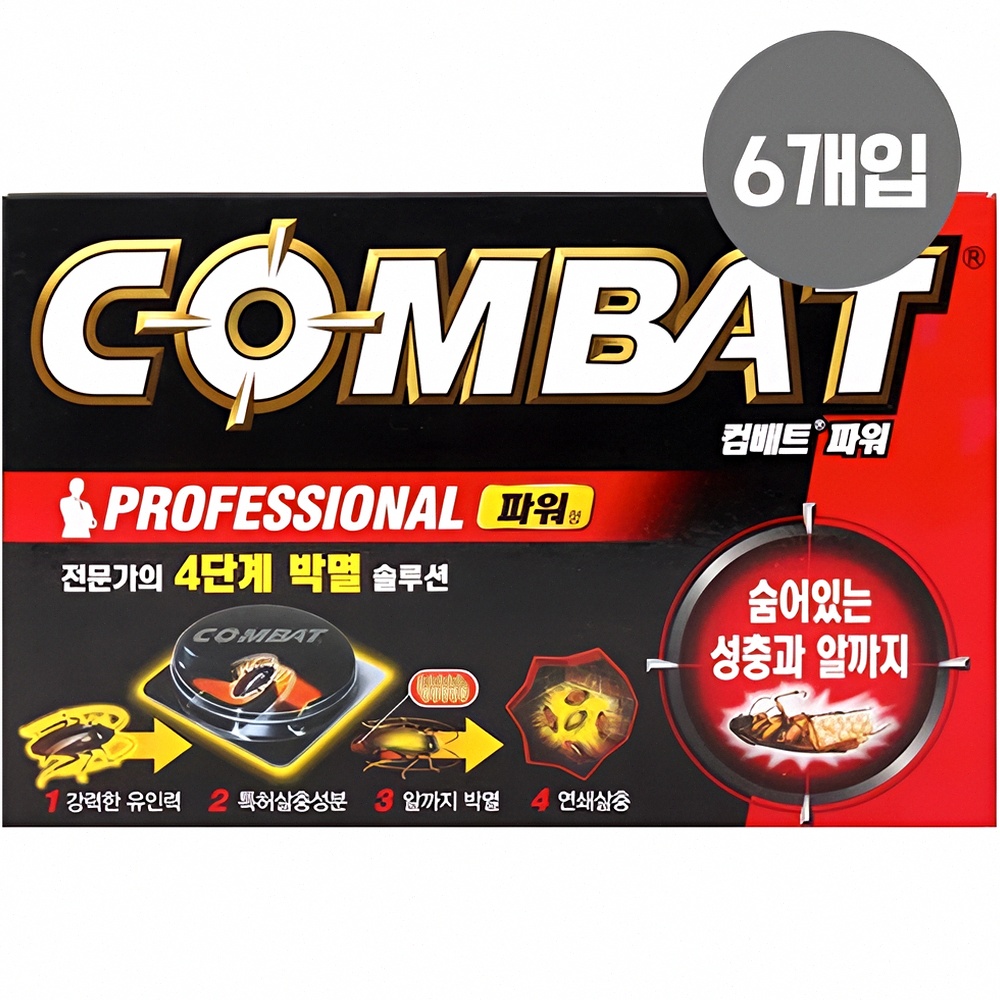 6개입
COMBAT®
컴배트® 파워
PROFESSIONAL 파워
전문가의 4단계 박멸 솔루션
숨어있는
성충과 알까지
COMBAT
1 강력한 유인력 2 특허살충성분 3 알까지 박멸 4 연쇄살충